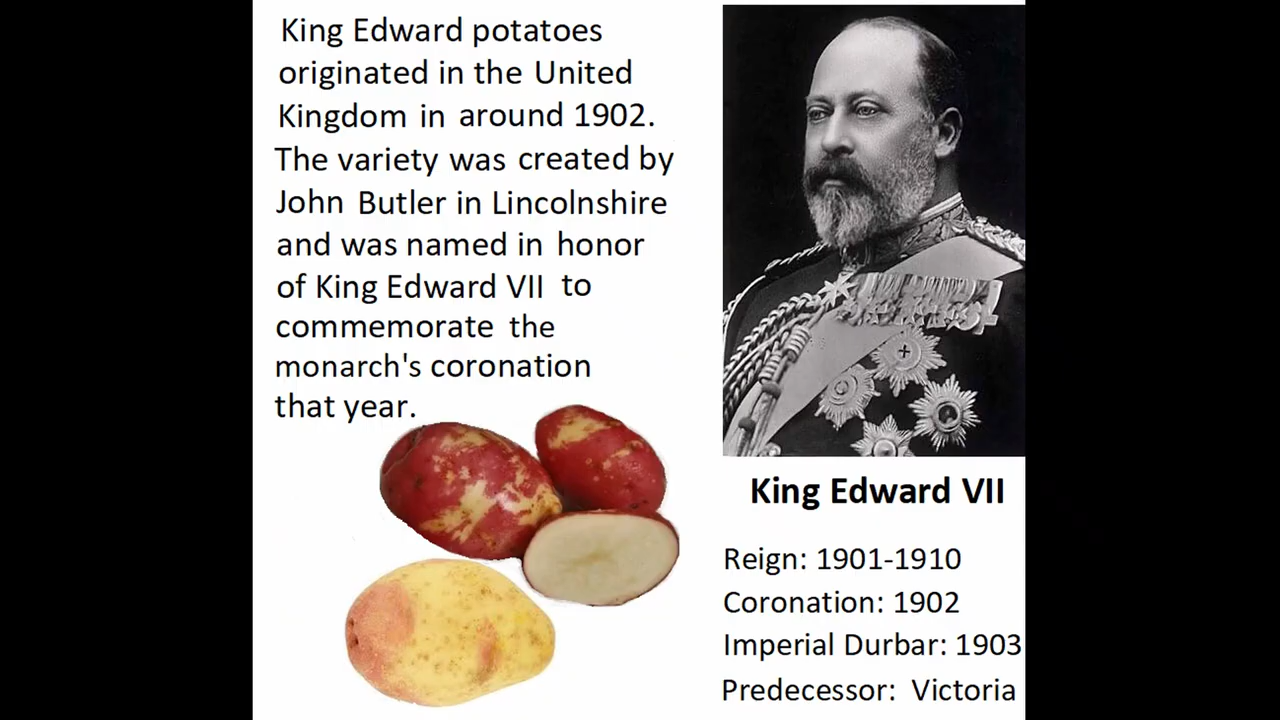 King Edward potatoes
originated in the United
Kingdom in around 1902.
The variety was created by
John Butler in Lincolnshire
and was named in honor
of King Edward VII to
commemorate the
monarch's coronation
that year.
King Edward VII
Reign: 1901-1910
Coronation: 1902
Imperial Durbar: 1903
Predecessor: Victoria